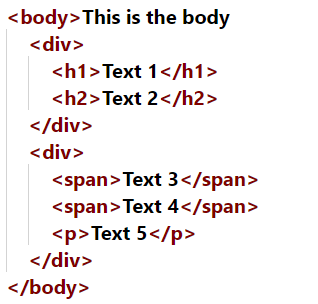 <body>This is the body
<div>
<h1>Text 1</h1>
<h2>Text 2</h2>
</div>
<div>
<span>Text 3</span>
<span>Text 4</span>
<p>Text 5</p>
</div>
</body>